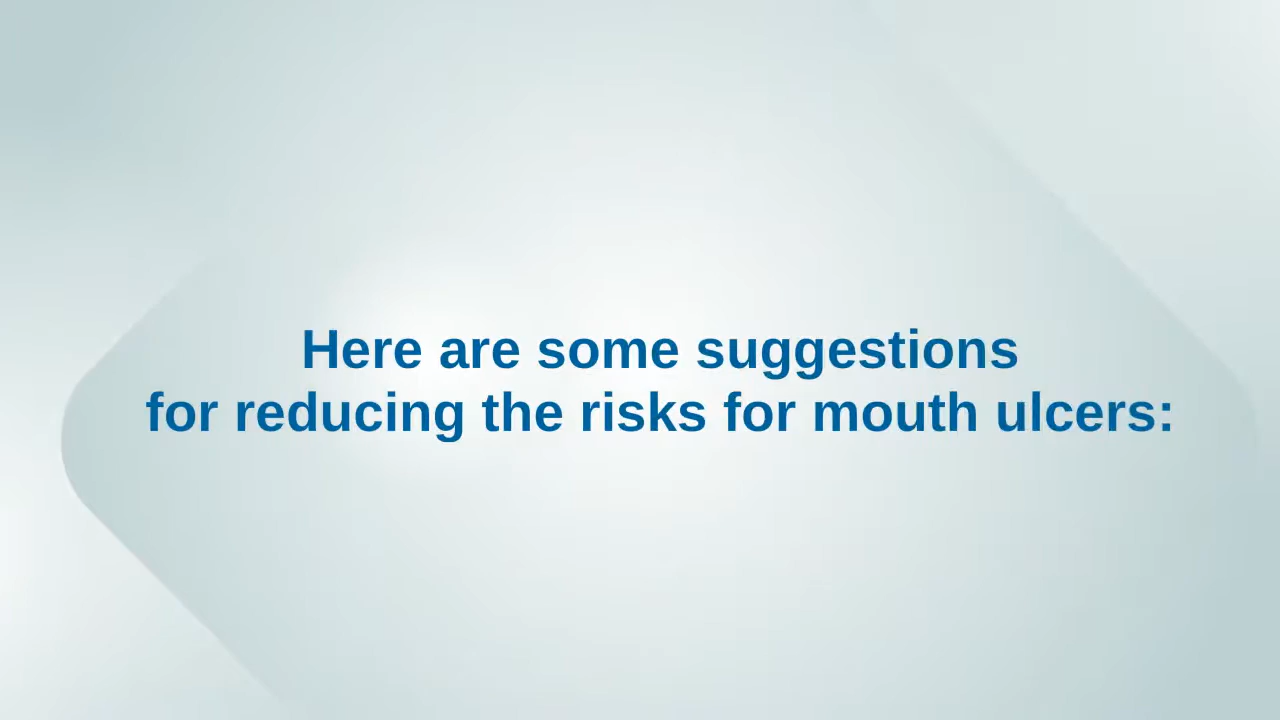 Here are some suggestions
for reducing the risks for mouth ulcers: